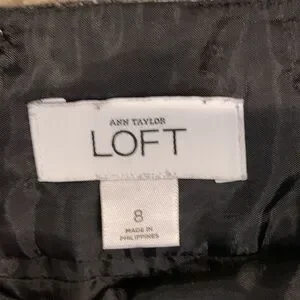 ANN TAYLOR
LOFT
8
MADE IN
PHILIPPINES